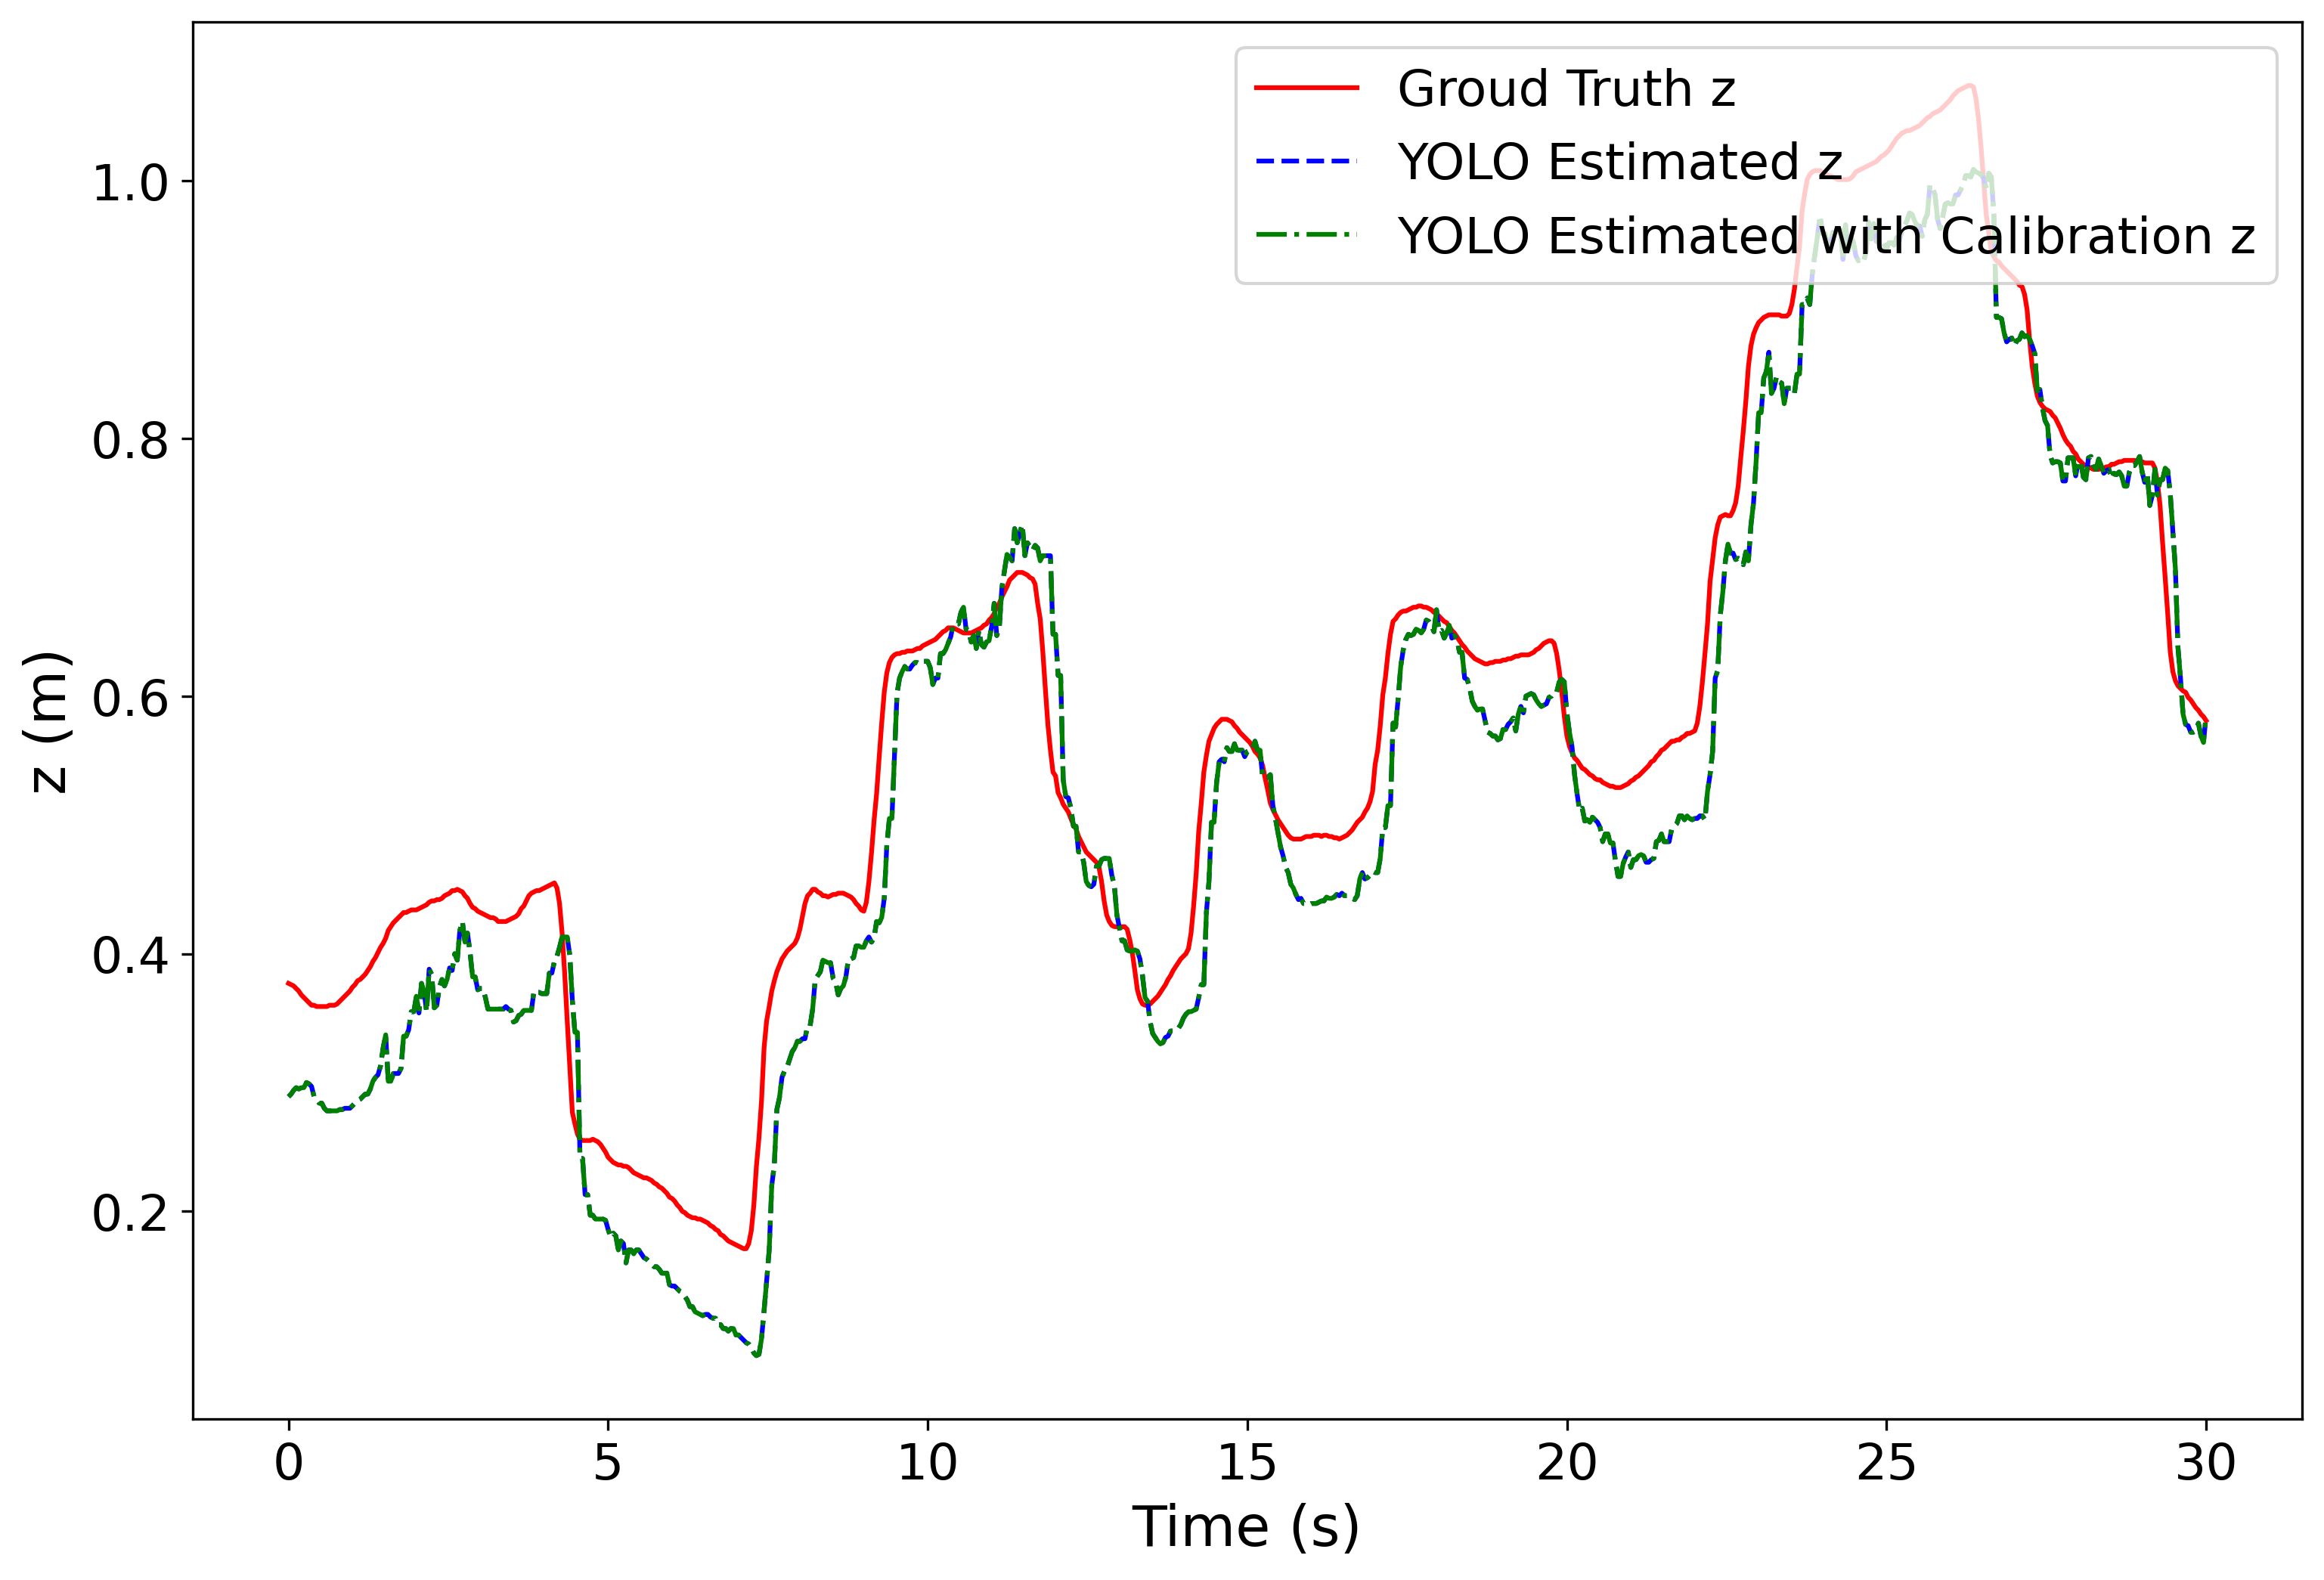 Groud Truth z
YOLO Estimated z
YOLO Estimated with Calibration z
1.0
0.8
0.6
0.4
0.2
z (m)
0 5 10 15 20 25 30
Time (s)